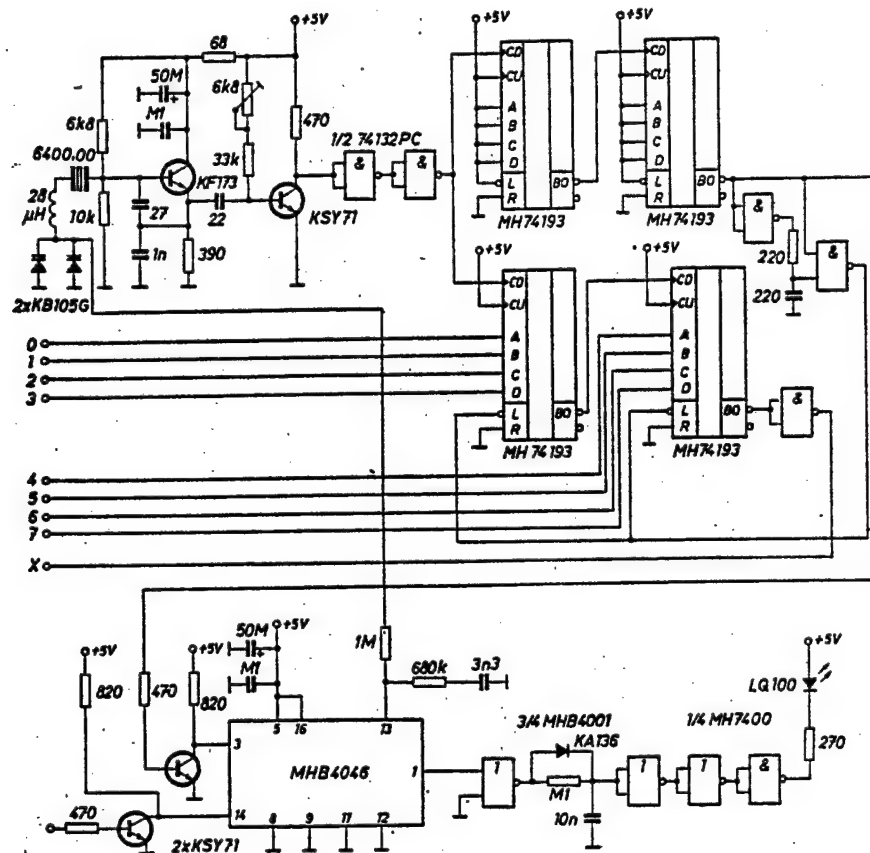 +5V
+5V
+5V
68
50M
+
M1
6k8
6k8
470
33k
1/2 74132PC
&
&
6400.00
KF173
28
µH
10k
27
22
KSY71
1n
390
2xKB105G
CD
CU
A
B
C
D
L
R
BO
MH74193
CD
CU
A
B
C
D
L
R
BO
MH74193
&
220
220
&
+5V
+5V
CD
CU
A
B
C
D
L
R
BO
MH74193
CD
CU
A
B
C
D
L
R
BO
MH74193
&
0
1
2
3
4
5
6
7
X
+5V
820
470
+5V
820
50M
+
M1
+5V
1M
680k
3n3
5
16
13
3
MHB4046
1
14
8
9
11
12
470
2xKSY71
3/4 MHB4001
KA136
1
M1
10n
1
1
1/4 MH7400
&
+5V
LQ100
270